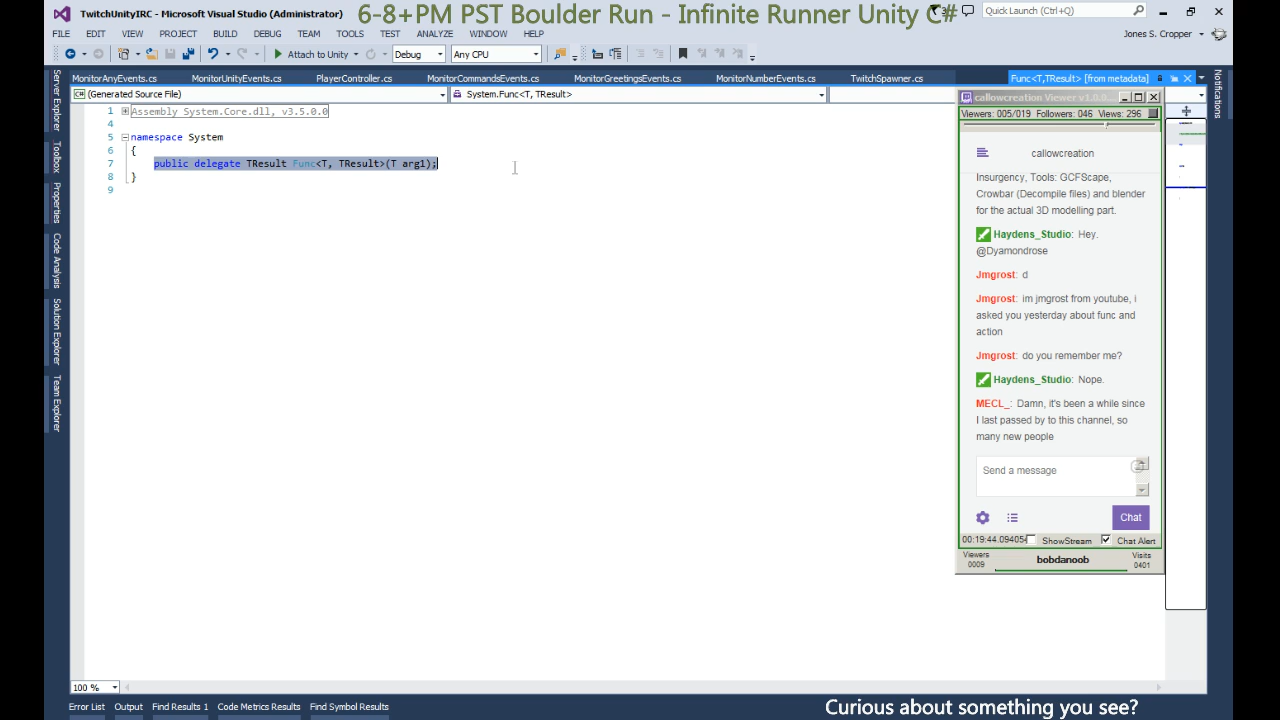 TwitchUnityIRC - Microsoft Visual Studio (Administrator)
6-8+PM PST Boulder Run - Infinite Runner Unity C#
Quick Launch (Ctrl+Q)
FILE EDIT VIEW PROJECT BUILD DEBUG TEAM TOOLS TEST ANALYZE WINDOW HELP
Jones S. Cropper
Attach to Unity Debug Any CPU
MonitorAnyEvents.cs MonitorUnityEvents.cs PlayerController.cs MonitorCommandsEvents.cs MonitorGreetingsEvents.cs MonitorNumberEvents.cs TwitchSpawner.cs Func<T,TResult> [from metadata]
(Generated Source File) System.Func<T, TResult>
Server Explorer
Toolbox
Properties
Code Analysis
Solution Explorer
Team Explorer
Notifications
1 Assembly System.Core.dll, v3.5.0.0
4
5 namespace System
6 {
7 public delegate TResult Func<T, TResult>(T arg1);
8 }
9
callowcreation Viewer v1.0.0...
Viewers: 005/019 Followers: 046 Views: 296
callowcreation
Insurgency, Tools: GCFScape,
Crowbar (Decompile files) and blender
for the actual 3D modelling part.
Haydens_Studio: Hey.
@Dyamondrose
Jmgrost: d
Jmgrost: im jmgrost from youtube, i
asked you yesterday about func and
action
Jmgrost: do you remember me?
Haydens_Studio: Nope.
MECL_: Damn, it's been a while since
I last passed by to this channel, so
many new people
Send a message
Chat
00:19:44.09405 ShowStream Chat Alert
Viewers
0009
bobdanoob
Visits
0401
100 %
Error List Output Find Results 1 Code Metrics Results Find Symbol Results
Curious about something you see?